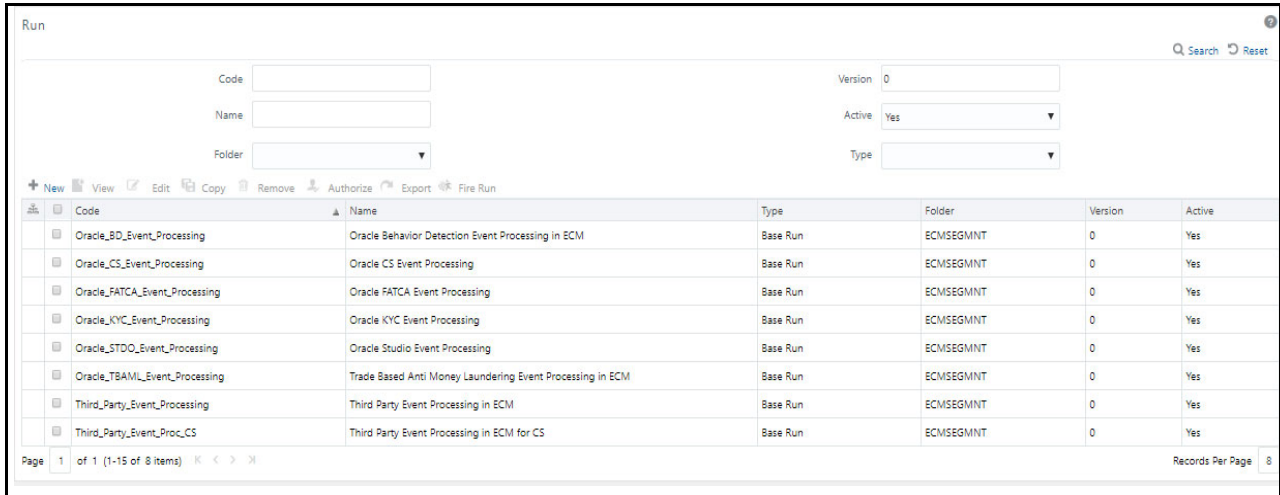 Run
Search Reset
Code Version 0
Name Active Yes
Folder Type
New View Edit Copy Remove Authorize Export Fire Run
Code Name Type Folder Version Active
Oracle_BD_Event_Processing Oracle Behavior Detection Event Processing in ECM Base Run ECMSEGMNT 0 Yes
Oracle_CS_Event_Processing Oracle CS Event Processing Base Run ECMSEGMNT 0 Yes
Oracle_FATCA_Event_Processing Oracle FATCA Event Processing Base Run ECMSEGMNT 0 Yes
Oracle_KYC_Event_Processing Oracle KYC Event Processing Base Run ECMSEGMNT 0 Yes
Oracle_STDO_Event_Processing Oracle Studio Event Processing Base Run ECMSEGMNT 0 Yes
Oracle_TBAML_Event_Processing Trade Based Anti Money Laundering Event Processing in ECM Base Run ECMSEGMNT 0 Yes
Third_Party_Event_Processing Third Party Event Processing in ECM Base Run ECMSEGMNT 0 Yes
Third_Party_Event_Proc_CS Third Party Event Processing in ECM for CS Base Run ECMSEGMNT 0 Yes
Page 1 of 1 (1-15 of 8 items) Records Per Page 8